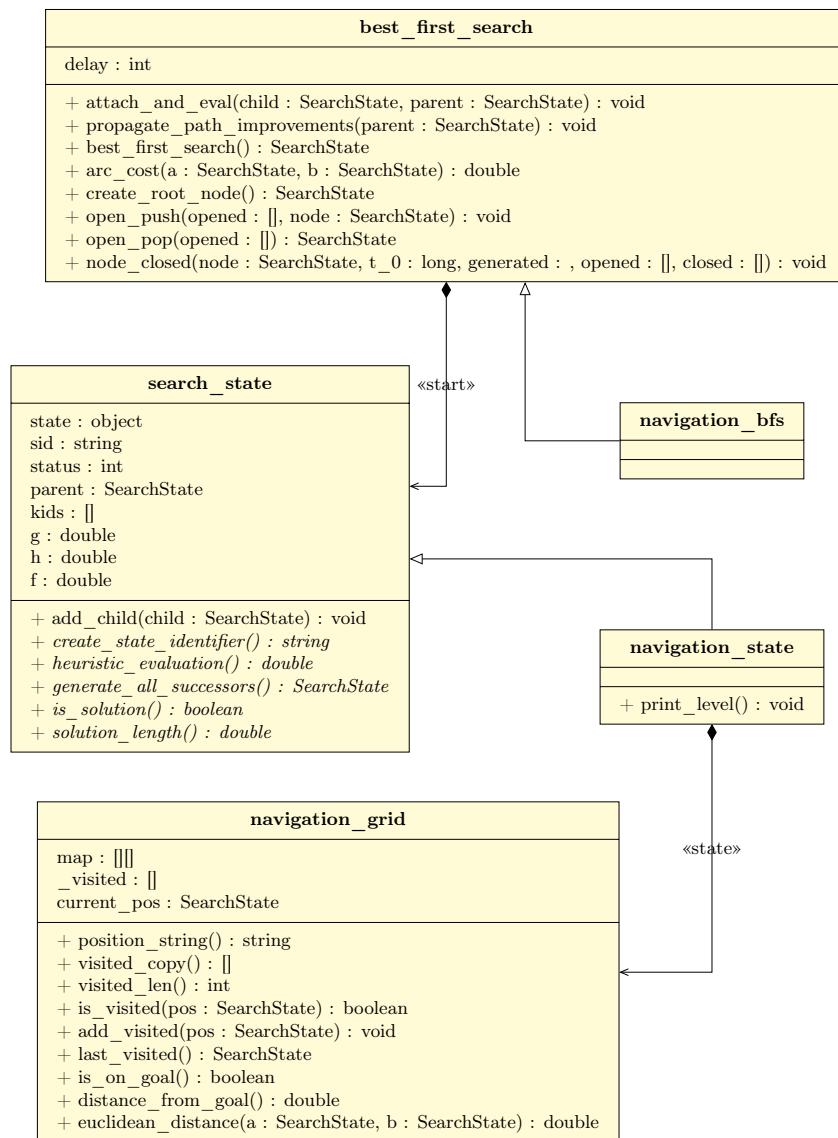 best_first_search
delay : int
+ attach_and_eval(child : SearchState, parent : SearchState) : void
+ propagate_path_improvements(parent : SearchState) : void
+ best_first_search() : SearchState
+ arc_cost(a : SearchState, b : SearchState) : double
+ create_root_node() : SearchState
+ open_push(opened : [], node : SearchState) : void
+ open_pop(opened : []) : SearchState
+ node_closed(node : SearchState, t_0 : long, generated : , opened : [], closed : []) : void
search_state
state : object
sid : string
status : int
parent : SearchState
kids : []
g : double
h : double
f : double
+ add_child(child : SearchState) : void
+ create_state_identifier() : string
+ heuristic_evaluation() : double
+ generate_all_successors() : SearchState
+ is_solution() : boolean
+ solution_length() : double
«start»
navigation_bfs
navigation_state
+ print_level() : void
«state»
navigation_grid
map : [][]
_visited : []
current_pos : SearchState
+ position_string() : string
+ visited_copy() : []
+ visited_len() : int
+ is_visited(pos : SearchState) : boolean
+ add_visited(pos : SearchState) : void
+ last_visited() : SearchState
+ is_on_goal() : boolean
+ distance_from_goal() : double
+ euclidean_distance(a : SearchState, b : SearchState) : double